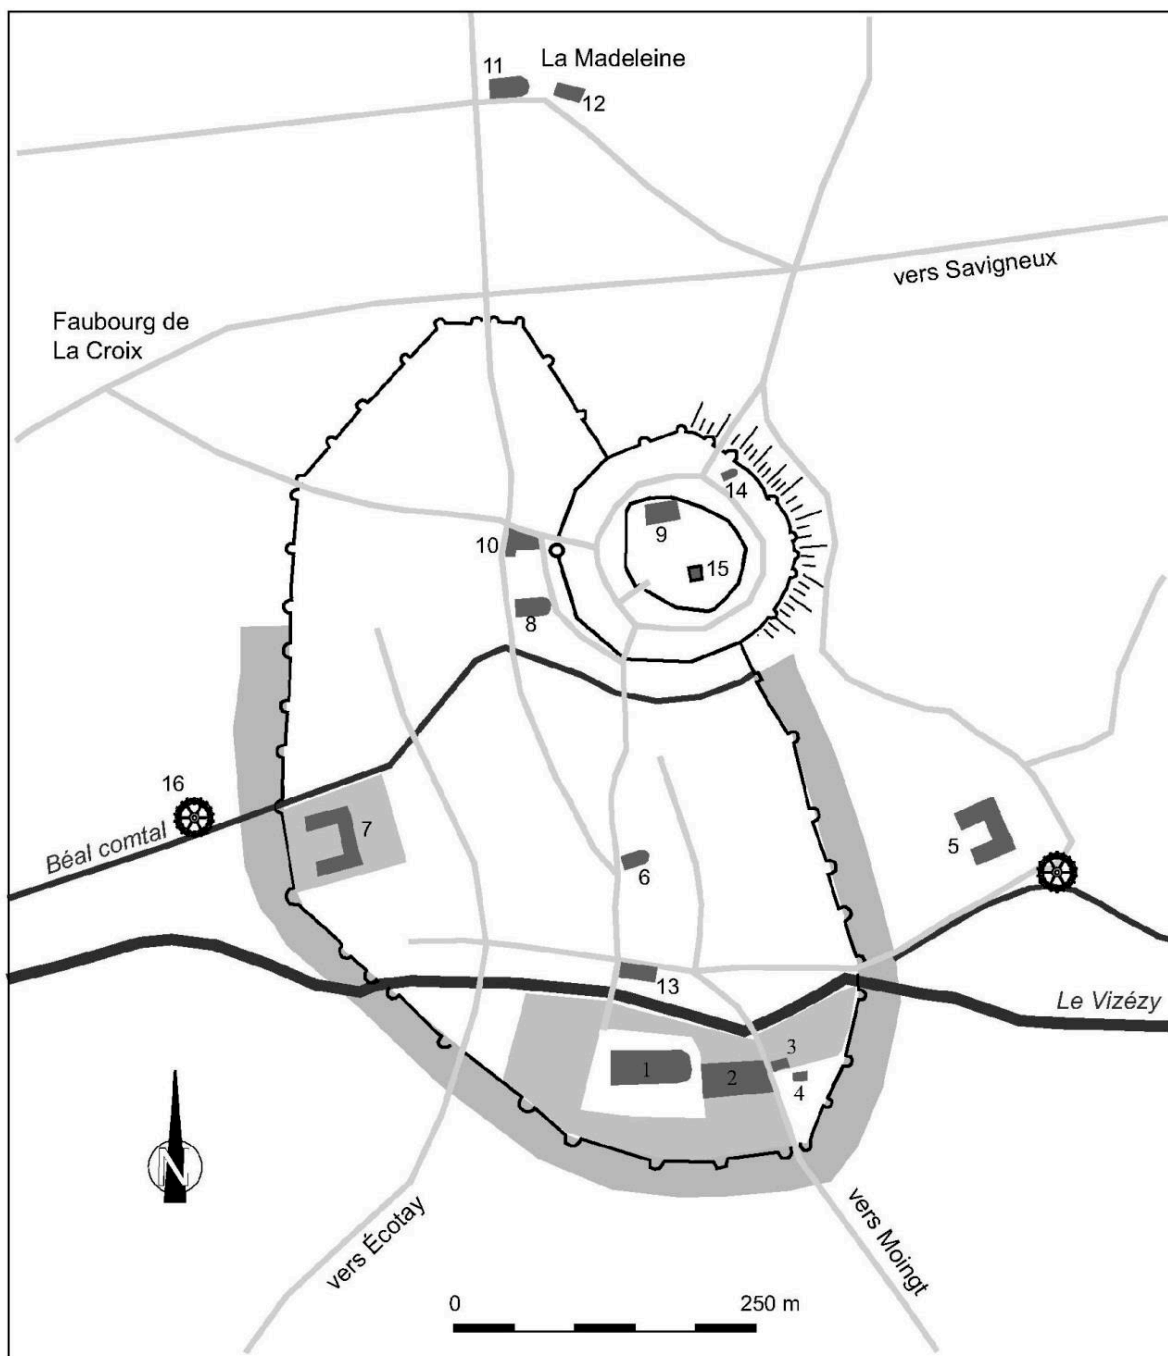 11
La Madeleine
12
vers Savigneux
Faubourg de
La Croix
14
9
10
15
8
16
7
5
Béal comtal
6
13
Le Vizézy
3
1
2
4
N
vers Écotay
vers Moingt
0
250 m